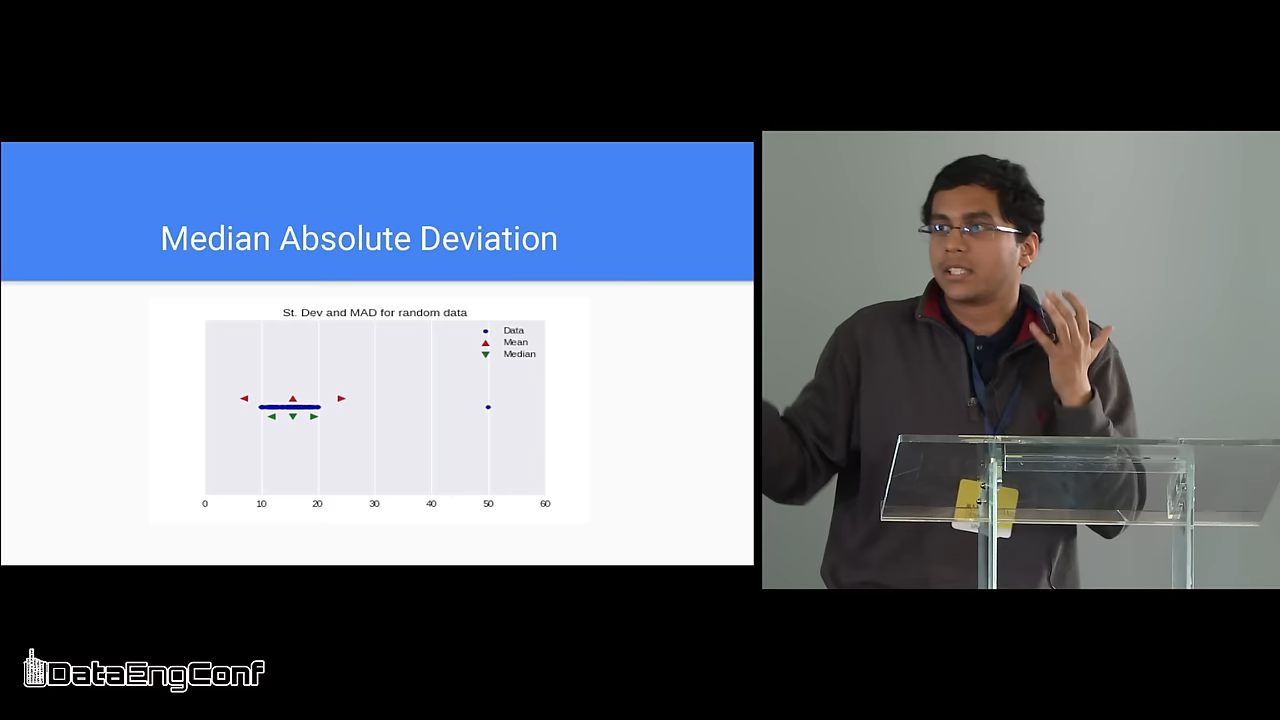 Median Absolute Deviation
St. Dev and MAD for random data
Data
Mean
Median
0 10 20 30 40 50 60
DataEngConf